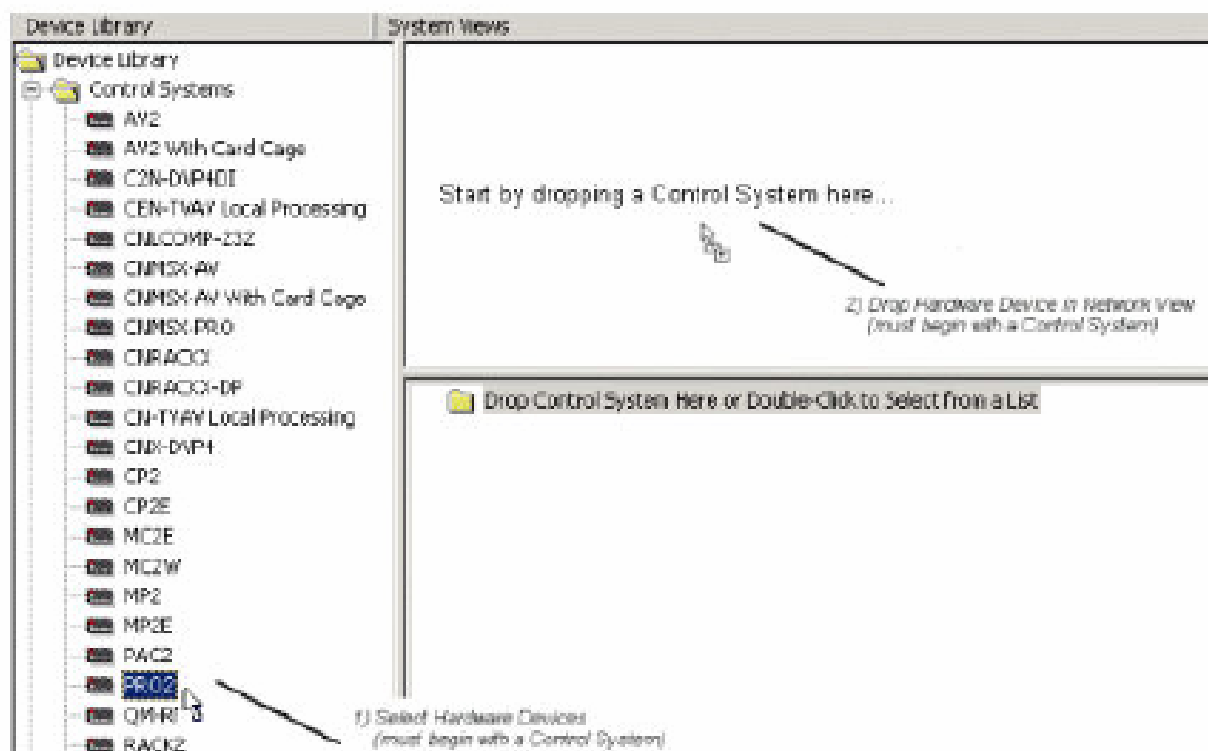 Device Library
System Views
Device Library
Control Systems
AV2
AV2 With Card Cage
C2N-DVP4DI
CEN-TVAV Local Processing
CNLCOMP-232
CNMSX-AV
CNMSX-AV With Card Cage
CNMSX-PRO
CNRACKX
CNRACKX-DP
CN-TVAV Local Processing
CNX-DVP4
CP2
CP2E
MC2E
MC2W
MP2
MP2E
PAC2
PRO2
QM-RI
RACK2
Start by dropping a Control System here...
2) Drop Hardware Device in Network View
(must begin with a Control System)
Drop Control System Here or Double-Click to Select from a List
1) Select Hardware Devices
(must begin with a Control System)